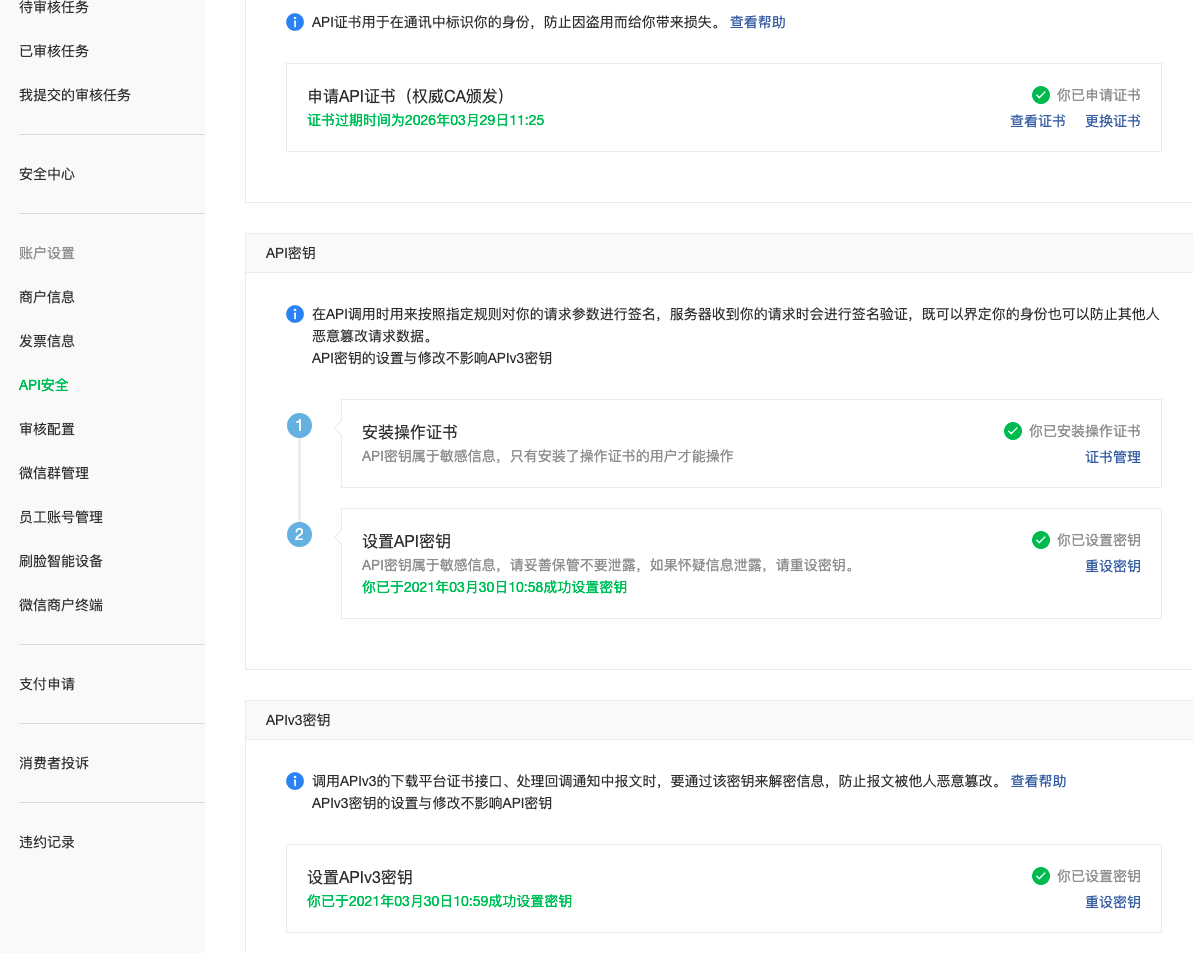 待审核任务
已审核任务
我提交的审核任务
安全中心
账户设置
商户信息
发票信息
API安全
审核配置
微信群管理
员工账号管理
刷脸智能设备
微信商户终端
支付申请
消费者投诉
违约记录
API证书用于在通讯中标识你的身份，防止因盗用而给你带来损失。 查看帮助
申请API证书（权威CA颁发）
你已申请证书
证书过期时间为2026年03月29日11:25
查看证书 更换证书
API密钥
在API调用时用来按照指定规则对你的请求参数进行签名，服务器收到你的请求时会进行签名验证，既可以界定你的身份也可以防止其他人
恶意篡改请求数据。
API密钥的设置与修改不影响APIv3密钥
1
安装操作证书
你已安装操作证书
API密钥属于敏感信息，只有安装了操作证书的用户才能操作
证书管理
2
设置API密钥
你已设置密钥
API密钥属于敏感信息，请妥善保管不要泄露，如果怀疑信息泄露，请重设密钥。
重设密钥
你已于2021年03月30日10:58成功设置密钥
APIv3密钥
调用APIv3的下载平台证书接口、处理回调通知中报文时，要通过该密钥来解密信息，防止报文被他人恶意篡改。 查看帮助
APIv3密钥的设置与修改不影响API密钥
设置APIv3密钥
你已设置密钥
你已于2021年03月30日10:59成功设置密钥
重设密钥